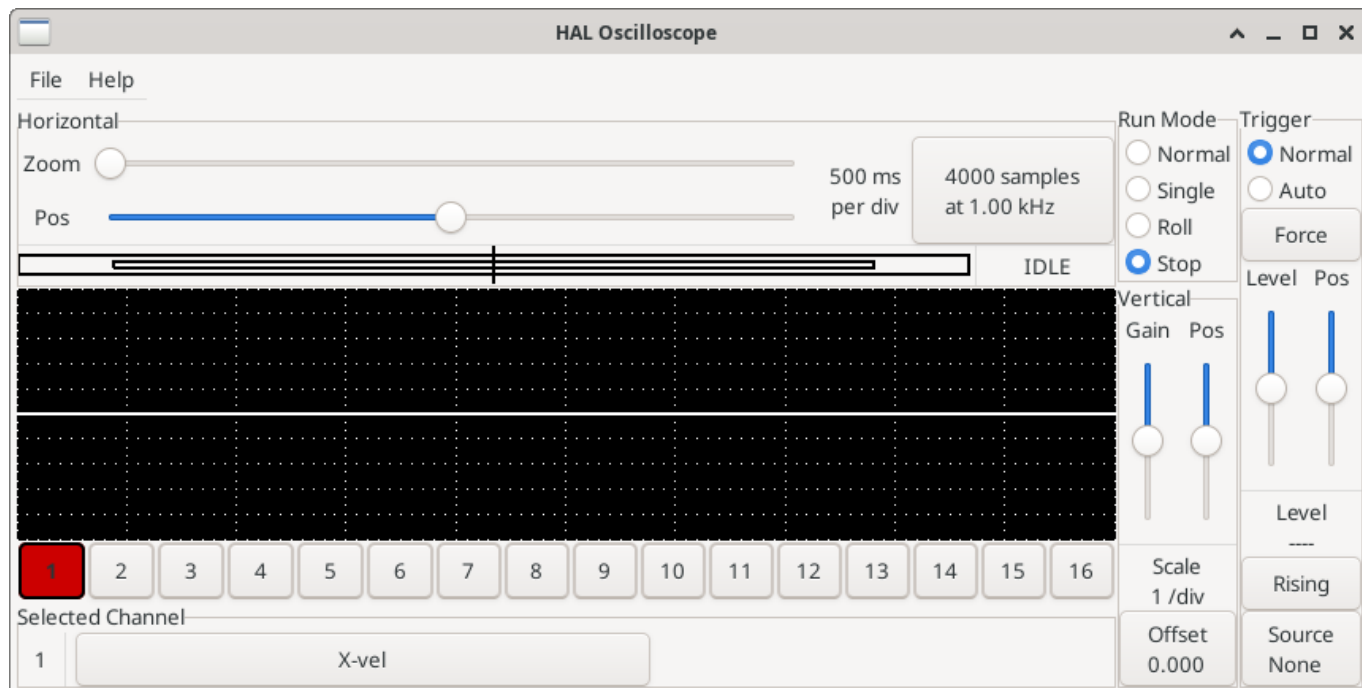 HAL Oscilloscope
File Help
Horizontal
Zoom
Pos
500 ms
per div
4000 samples
at 1.00 kHz
IDLE
Run Mode
Normal
Single
Roll
Stop
Trigger
Normal
Auto
Force
Level Pos
Vertical
Gain Pos
1 2 3 4 5 6 7 8 9 10 11 12 13 14 15 16
Selected Channel
1 X-vel
Scale
1 /div
Offset
0.000
Level
----
Rising
Source
None